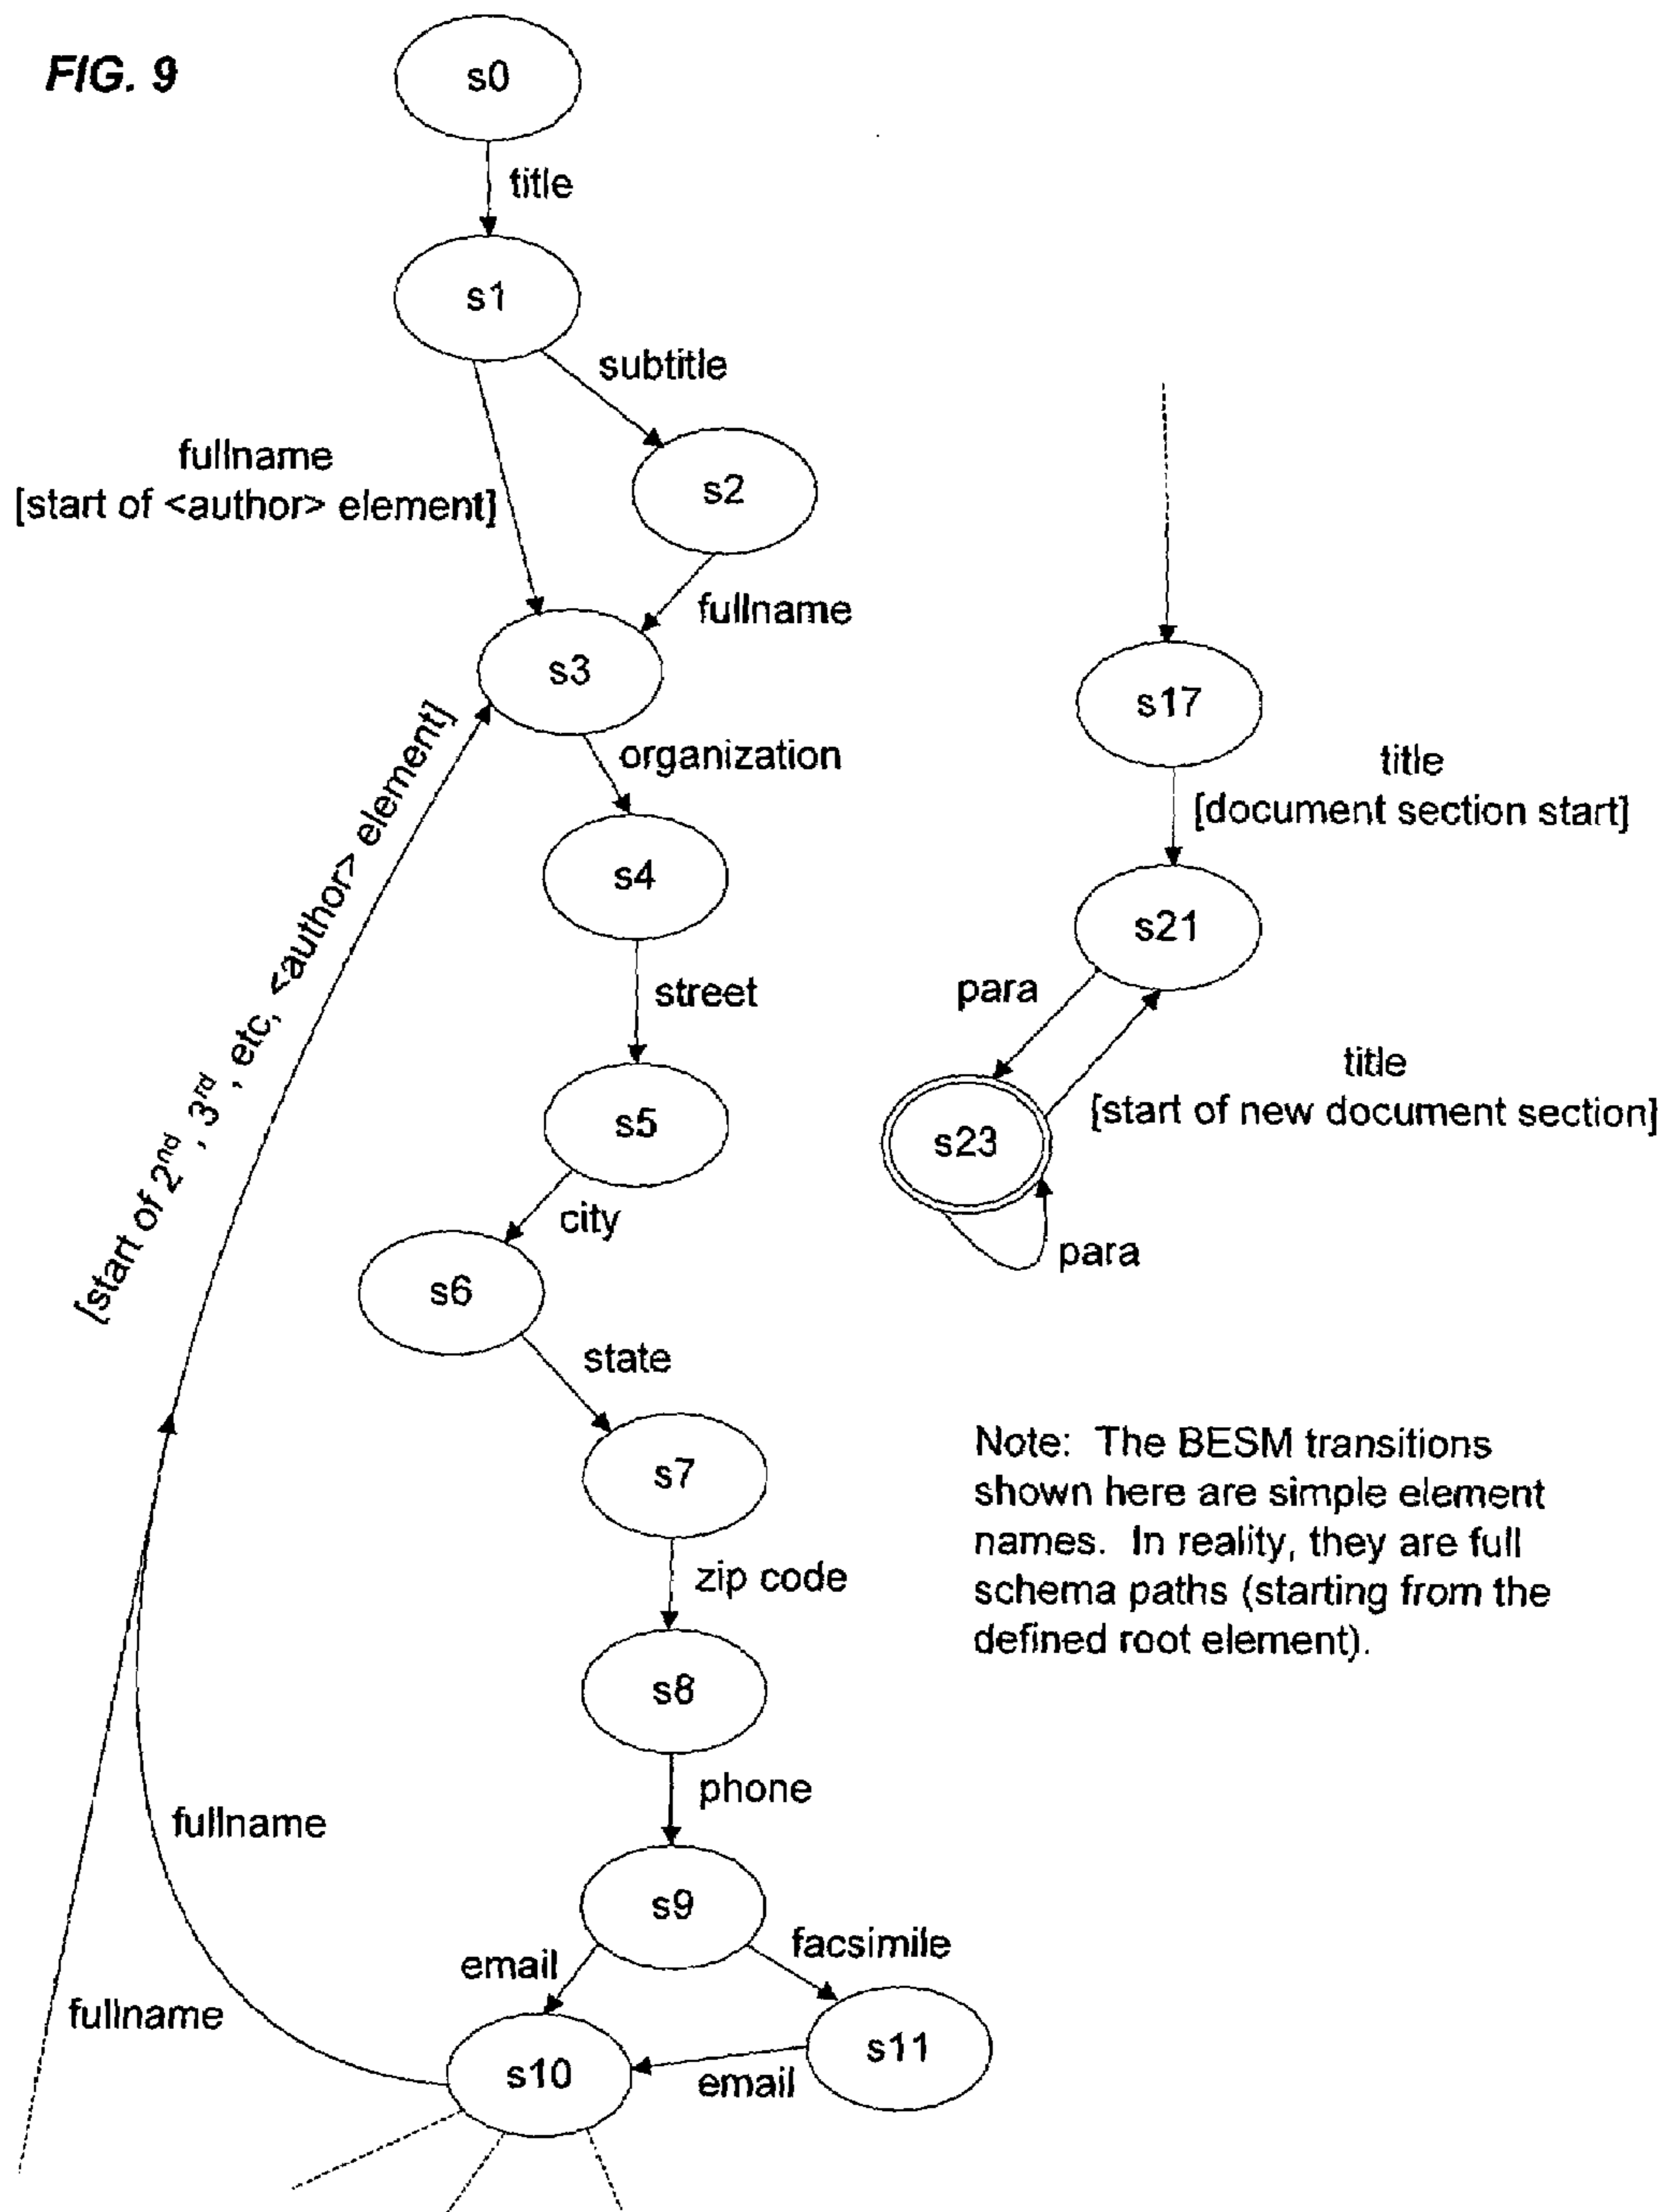 FIG. 9
s0
title
s1
subtitle
fullname
[start of <author> element]
s2
fullname
s3
organization
[start of 2nd, 3rd, etc, <author> element]
s4
street
s5
city
s6
state
s7
zip code
s8
phone
s9
email
facsimile
fullname
fullname
s10
email
s11
s17
title
[document section start]
s21
para
title
[start of new document section]
s23
para
Note: The BESM transitions
shown here are simple element
names. In reality, they are full
schema paths (starting from the
defined root element).